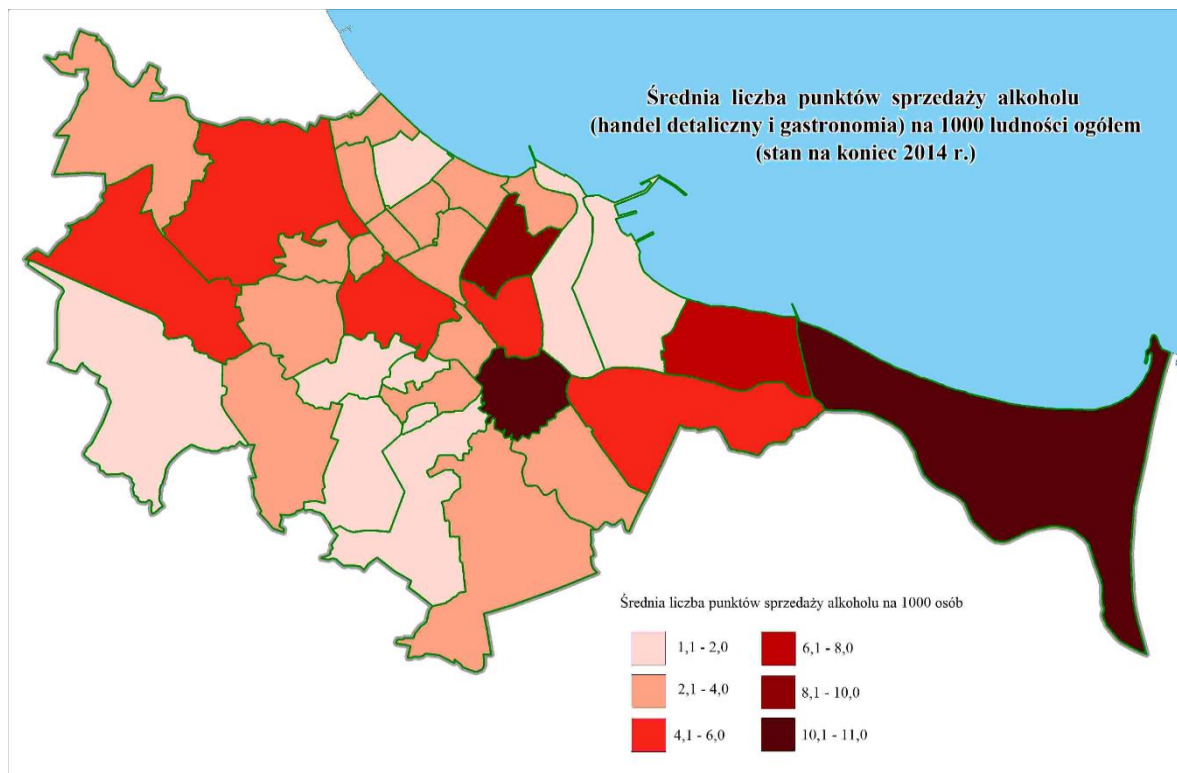 Średnia liczba punktów sprzedaży alkoholu
(handel detaliczny i gastronomia) na 1000 ludności ogółem
(stan na koniec 2014 r.)
Średnia liczba punktów sprzedaży alkoholu na 1000 osób
1,1 - 2,0
2,1 - 4,0
4,1 - 6,0
6,1 - 8,0
8,1 - 10,0
10,1 - 11,0